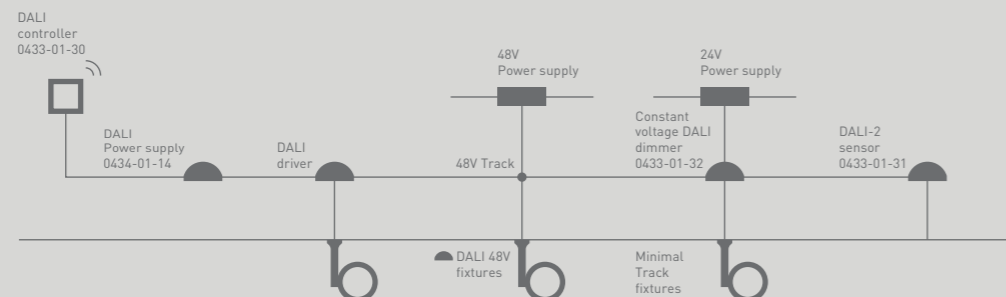 DALI
controller
0433-01-30
48V
Power supply
24V
Power supply
DALI
Power supply
0434-01-14
DALI
driver
48V Track
Constant
voltage DALI
dimmer
0433-01-32
DALI-2
sensor
0433-01-31
DALI 48V
fixtures
Minimal
Track
fixtures